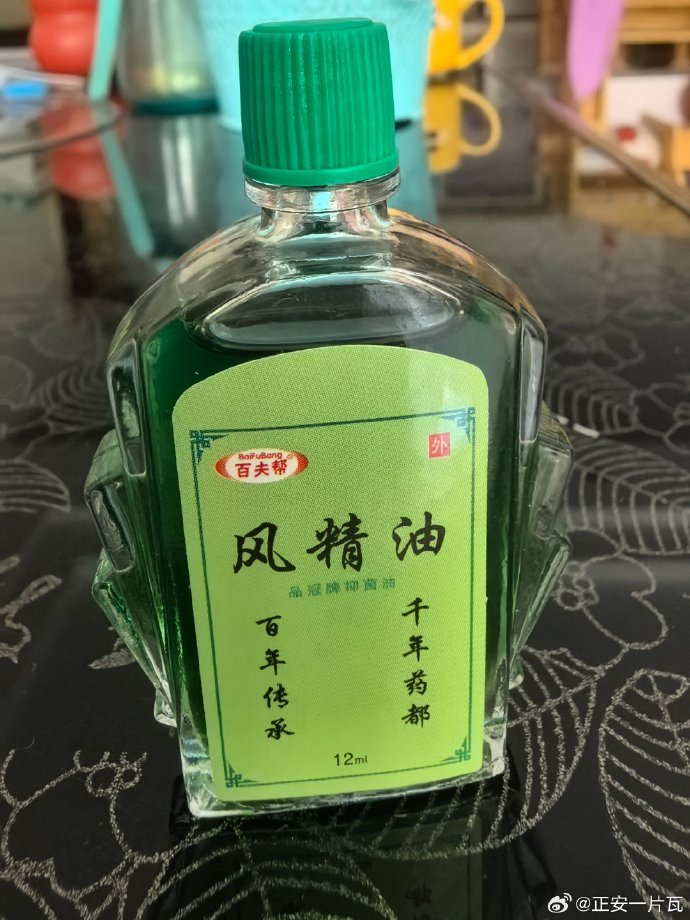 BaiFuBang
百夫帮®
外
风精油
品冠牌抑菌油
千年药都
百年传承
12ml
@正安一片瓦